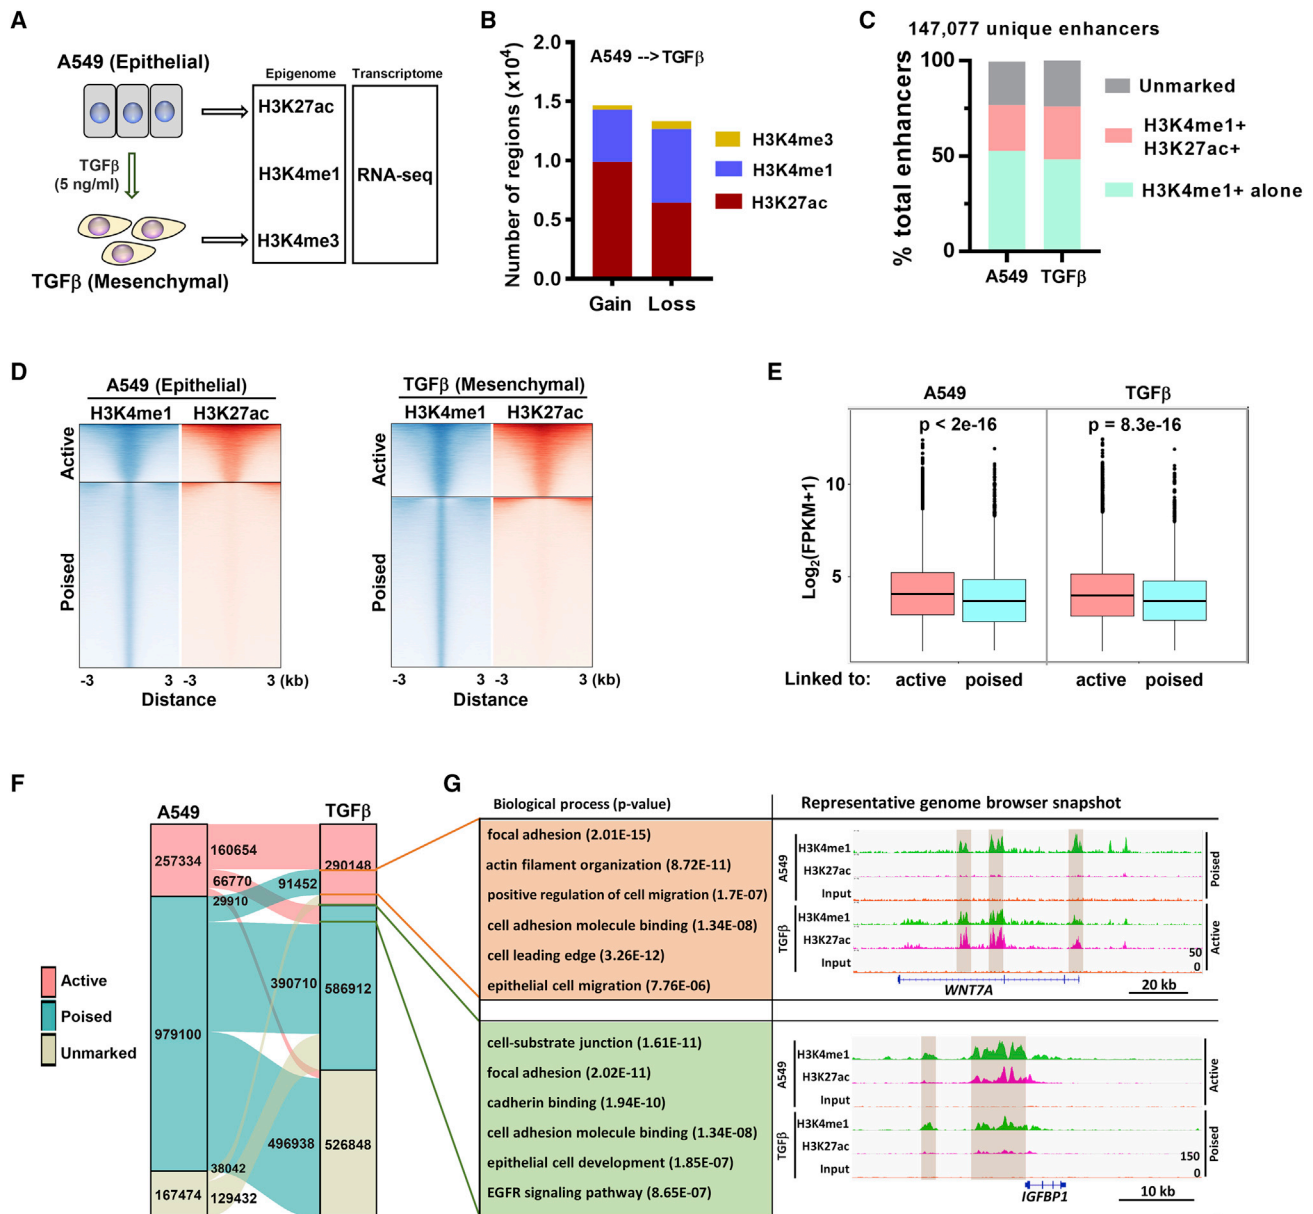 A
A549 (Epithelial)
TGFβ
(5 ng/ml)
TGFβ (Mesenchymal)
Epigenome
Transcriptome
H3K27ac
H3K4me1
H3K4me3
RNA-seq
B
A549 --> TGFβ
Number of regions (x10⁴)
2.0
1.5
1.0
0.5
0.0
Gain
Loss
H3K4me3
H3K4me1
H3K27ac
C
147,077 unique enhancers
% total enhancers
100
50
0
A549
TGFβ
Unmarked
H3K4me1+
H3K27ac+
H3K4me1+ alone
D
A549 (Epithelial)
H3K4me1 H3K27ac
Active
Poised
-3 3 -3 3 (kb)
Distance
TGFβ (Mesenchymal)
H3K4me1 H3K27ac
Active
Poised
-3 3 -3 3 (kb)
Distance
E
A549
TGFβ
p < 2e-16
p = 8.3e-16
Log₂(FPKM+1)
10
5
Linked to: active poised active poised
F
A549
TGFβ
257334
160654
66770
29910
91452
290148
979100
390710
586912
496938
526848
38042
167474
129432
Active
Poised
Unmarked
G
Biological process (p-value)
Representative genome browser snapshot
focal adhesion (2.01E-15)
actin filament organization (8.72E-11)
positive regulation of cell migration (1.7E-07)
cell adhesion molecule binding (1.34E-08)
cell leading edge (3.26E-12)
epithelial cell migration (7.76E-06)
A549
H3K4me1
H3K27ac
Input
Poised
TGFβ
H3K4me1
H3K27ac
Input
Active
50
0
WNT7A
20 kb
cell-substrate junction (1.61E-11)
focal adhesion (2.02E-11)
cadherin binding (1.94E-10)
cell adhesion molecule binding (1.34E-08)
epithelial cell development (1.85E-07)
EGFR signaling pathway (8.65E-07)
A549
H3K4me1
H3K27ac
Input
Active
TGFβ
H3K4me1
H3K27ac
Input
Poised
150
0
IGFBP1
10 kb